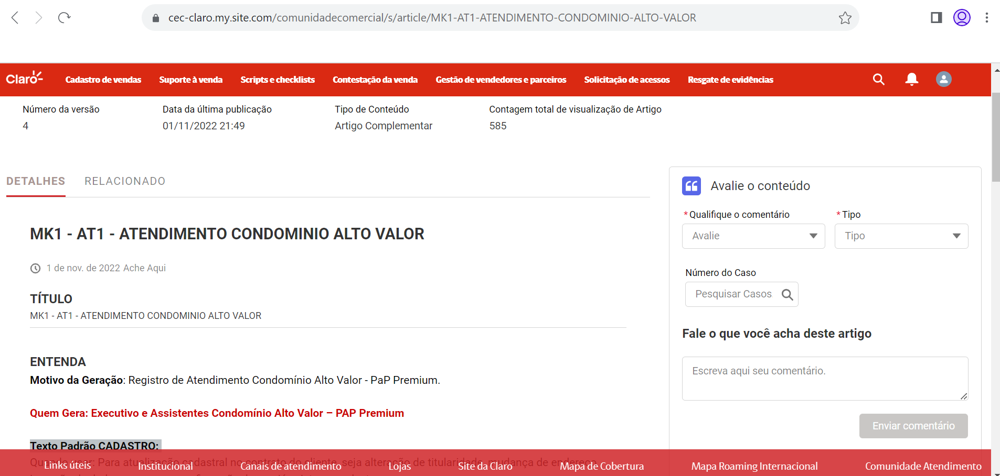 cec-claro.my.site.com/comunidadecomercial/s/article/MK1-AT1-ATENDIMENTO-CONDOMINIO-ALTO-VALOR
Claro Cadastro de vendas Suporte à venda Scripts e checklists Contestação da venda Gestão de vendedores e parceiros Solicitação de acessos Resgate de evidências
Número da versão Data da última publicação Tipo de Conteúdo Contagem total de visualização de Artigo
4 01/11/2022 21:49 Artigo Complementar 585
DETALHES RELACIONADO
MK1 - AT1 - ATENDIMENTO CONDOMINIO ALTO VALOR
1 de nov. de 2022 Ache Aqui
TÍTULO
MK1 - AT1 - ATENDIMENTO CONDOMINIO ALTO VALOR
ENTENDA
Motivo da Geração: Registro de Atendimento Condomínio Alto Valor - PaP Premium.
Quem Gera: Executivo e Assistentes Condomínio Alto Valor – PAP Premium
Texto Padrão CADASTRO:
Para atualização cadastral no contrato do cliente, seja alteração de titularidade, mudança de endereço,
Avalie o conteúdo
*Qualifique o comentário *Tipo
Avalie Tipo
Número do Caso
Pesquisar Casos
Fale o que você acha deste artigo
Escreva aqui seu comentário.
Enviar comentário
Links úteis Institucional Canais de atendimento Lojas Site da Claro Mapa de Cobertura Mapa Roaming Internacional Comunidade Atendimento